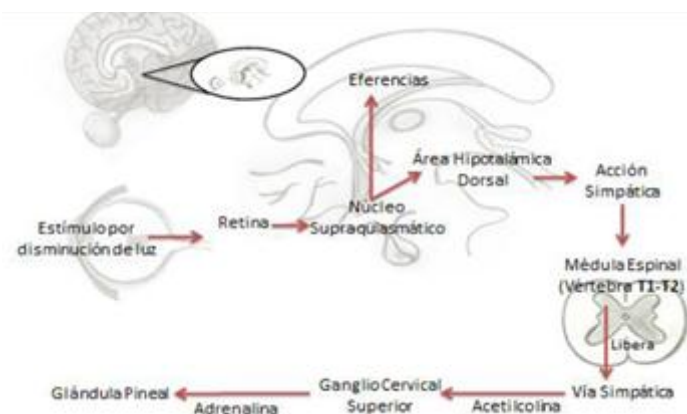 Eferencias
Área Hipotalámica
Dorsal
Acción
Simpática
Estímulo por
disminución de luz
Retina
Núcleo
Supraquiasmático
Médula Espinal
(Vértebra T1-T2)
Libera
Vía Simpática
Acetilcolina
Ganglio Cervical
Superior
Adrenalina
Glándula Pineal